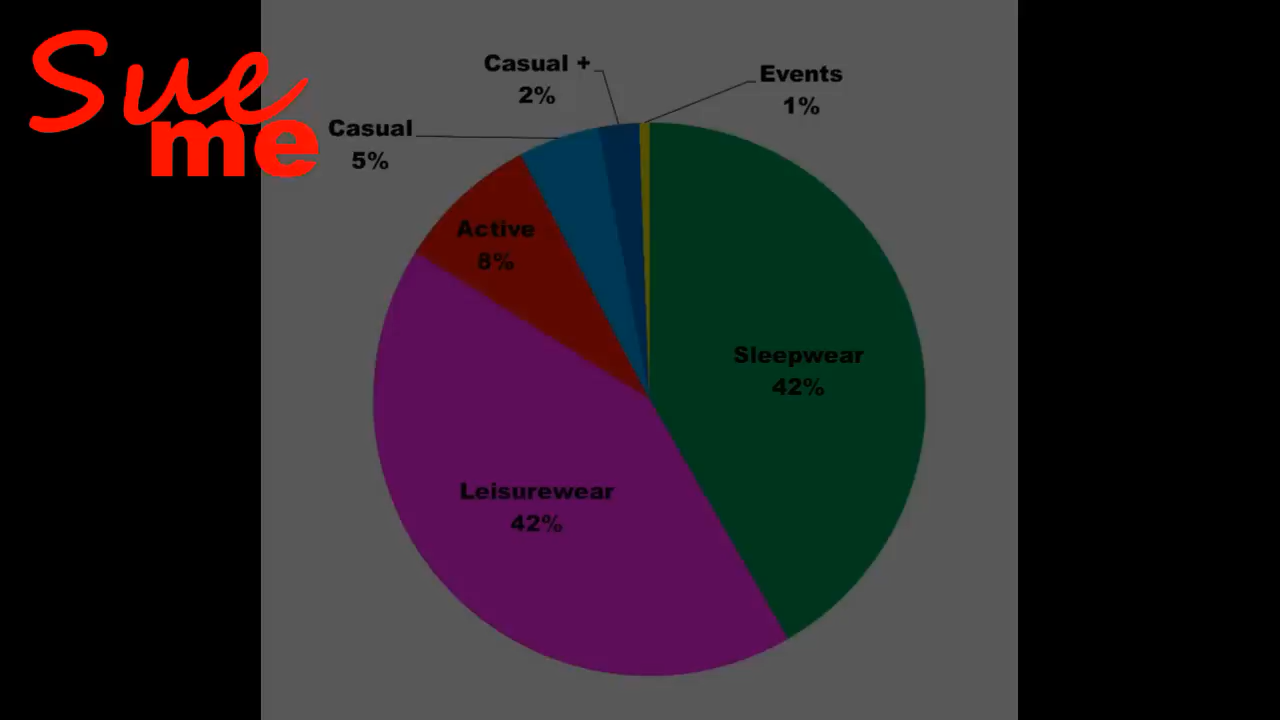 Sue
me
Casual +
2%
Events
1%
Casual
5%
Active
8%
Sleepwear
42%
Leisurewear
42%